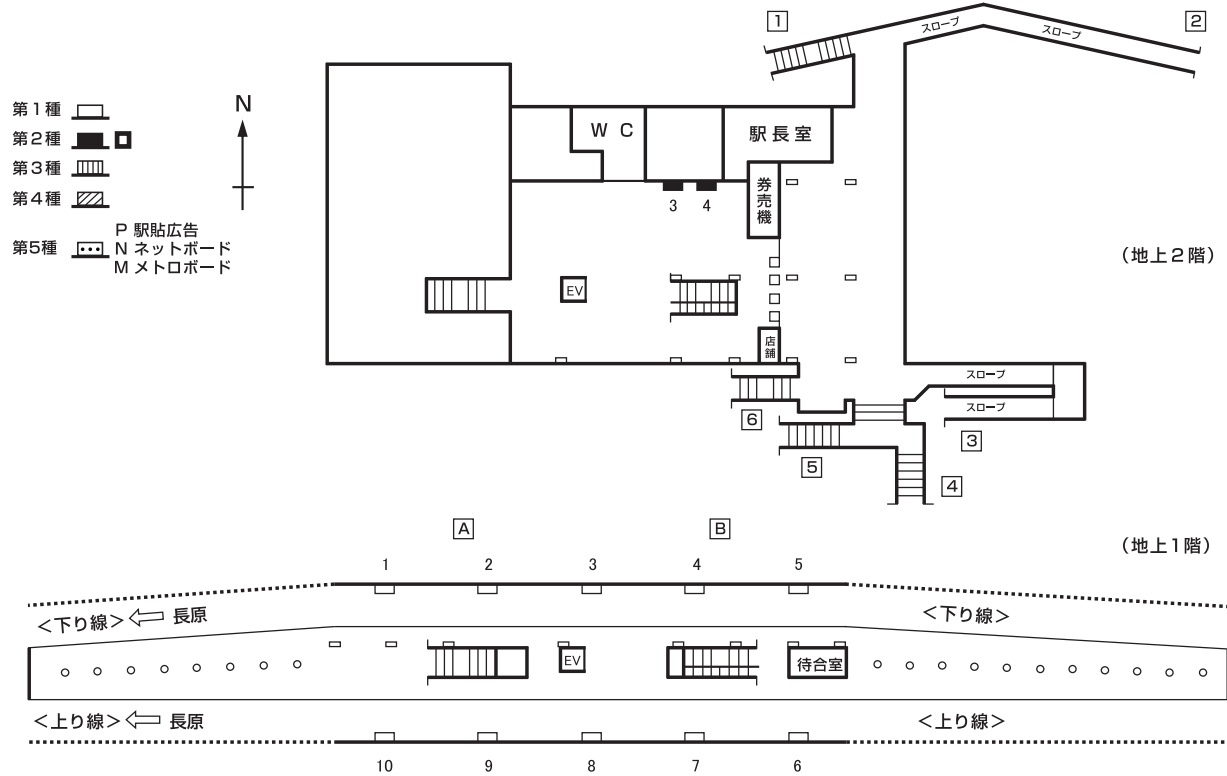 1
2
スロープ
スロープ
第1種
第2種
第3種
第4種
第5種
P 駅貼広告
N ネットボード
M メトロボード
N
W C
駅長室
券売機
3 4
EV
店舗
(地上2階)
スロープ
スロープ
6
5
3
4
A
B
(地上1階)
1 2 3 4 5
<下り線> 長原
<下り線>
EV
待合室
<上り線> 長原
<上り線>
10 9 8 7 6